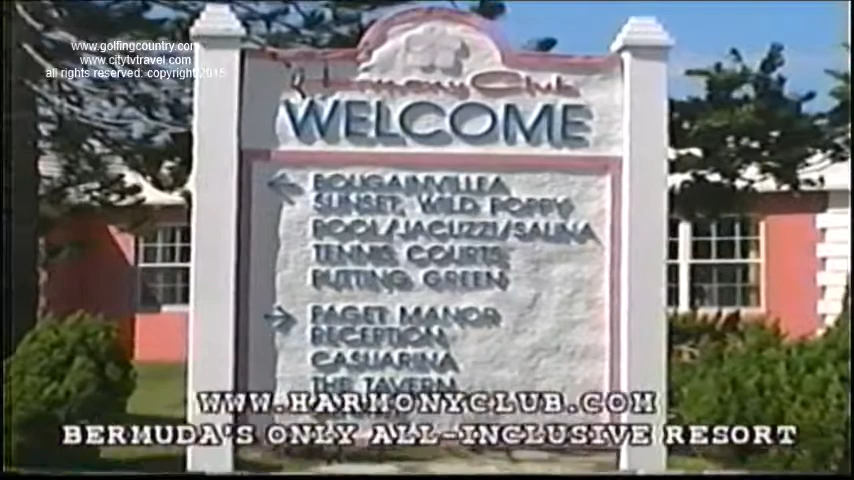 www.golfingcountry.com
www.citytvtravel.com
all rights reserved. copyright 2015
Harmony Club
WELCOME
← BOUGAINVILLEA
SUNSET, WILD POPPY
POOL/JACUZZI/SAUNA
TENNIS COURTS
PUTTING GREEN
→ PAGET MANOR
RECEPTION
CASUARINA
THE TAVERN
WWW.HARMONYCLUB.COM
BERMUDA'S ONLY ALL-INCLUSIVE RESORT